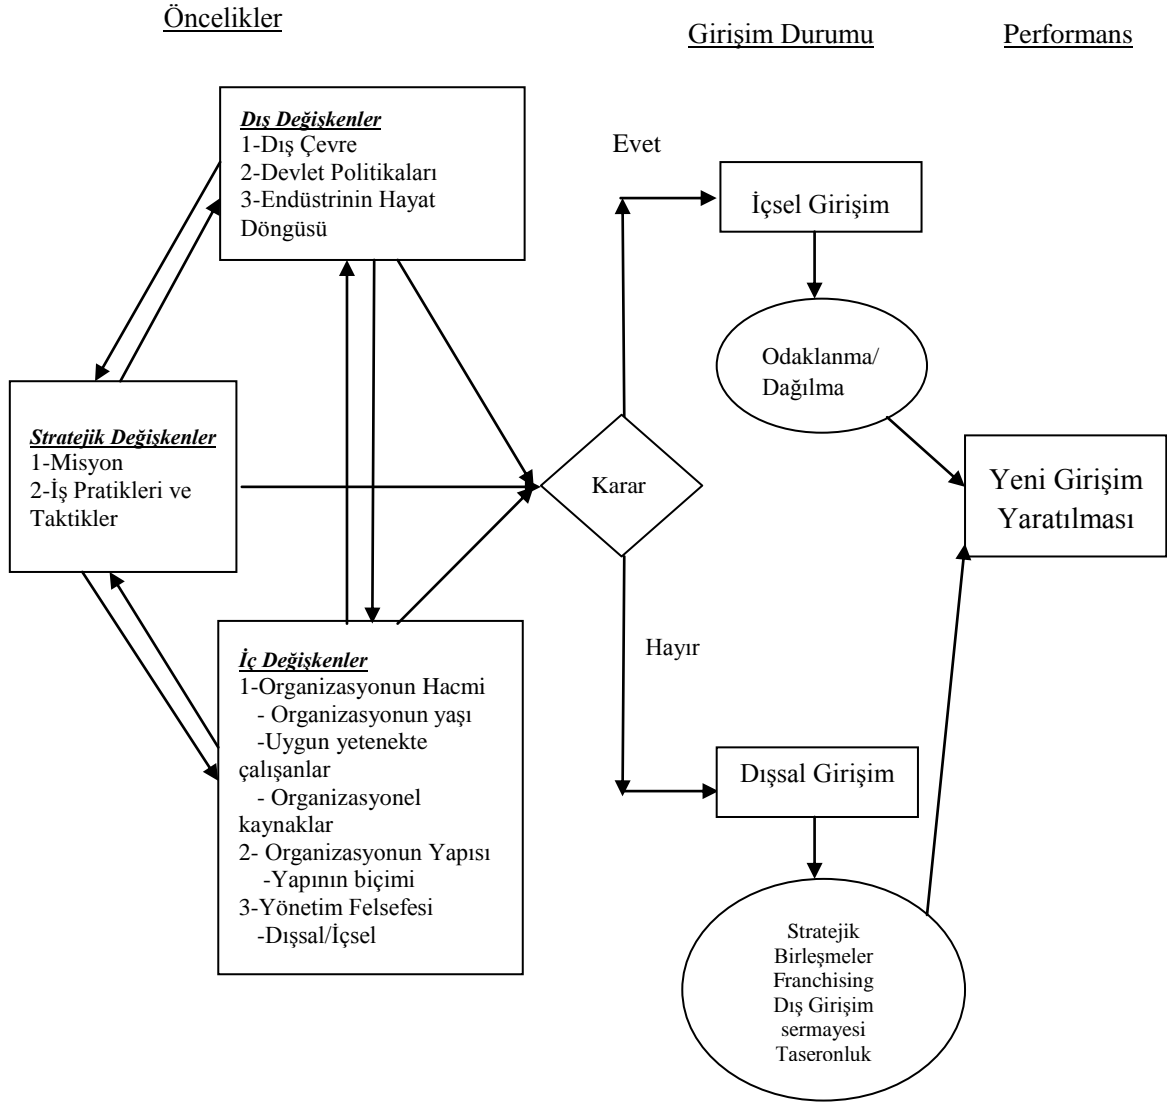 Öncelikler
Girişim Durumu
Performans
Dış Değişkenler
1-Dış Çevre
2-Devlet Politikaları
3-Endüstrinin Hayat
Döngüsü
Evet
İçsel Girişim
Odaklanma/
Dağılma
Stratejik Değişkenler
1-Misyon
2-İş Pratikleri ve
Taktikler
Karar
Yeni Girişim
Yaratılması
Hayır
İç Değişkenler
1-Organizasyonun Hacmi
- Organizasyonun yaşı
-Uygun yetenekte
çalışanlar
- Organizasyonel
kaynaklar
2- Organizasyonun Yapısı
-Yapının biçimi
3-Yönetim Felsefesi
-Dışsal/İçsel
Dışsal Girişim
Stratejik
Birleşmeler
Franchising
Dış Girişim
sermayesi
Taseronluk